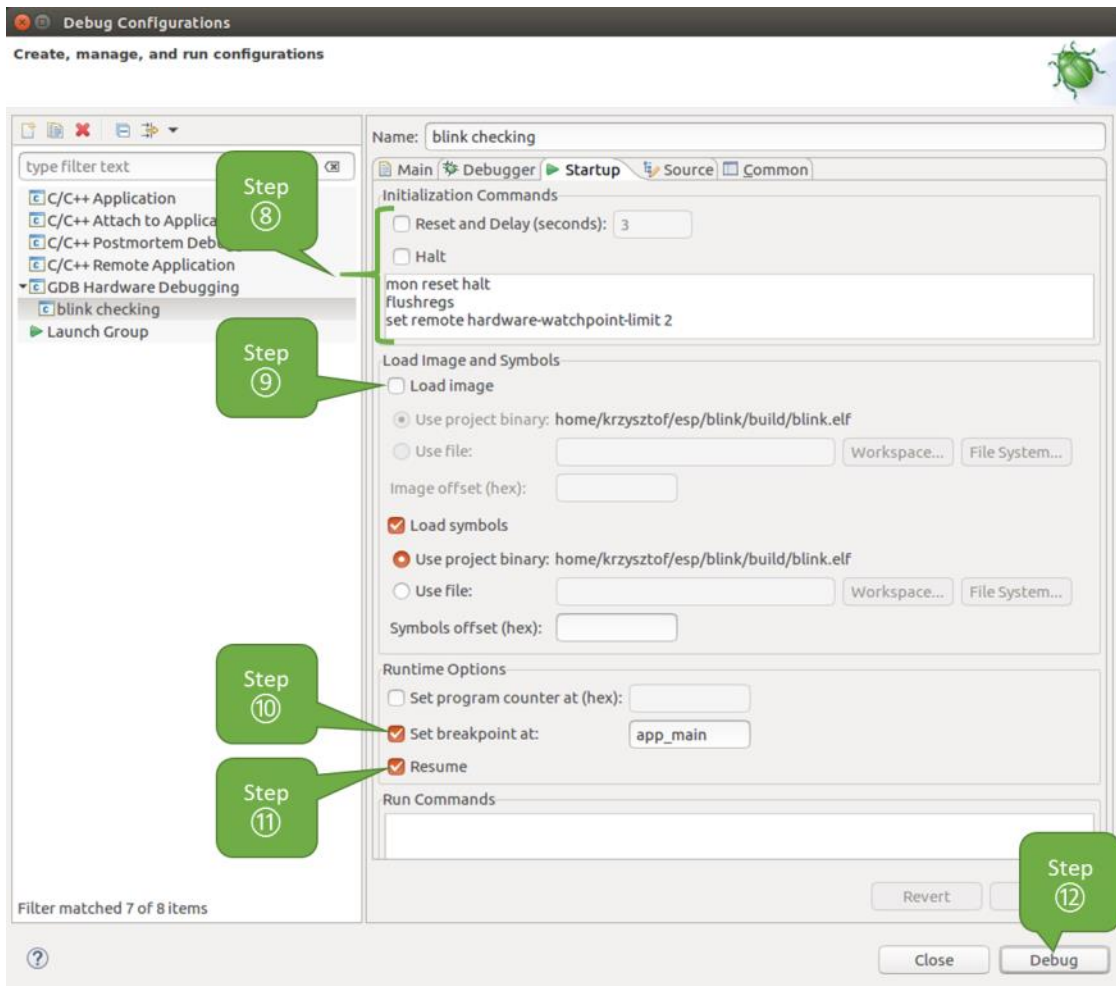 Debug Configurations
Create, manage, and run configurations
type filter text
C/C++ Application
C/C++ Attach to Applica
C/C++ Postmortem Debu
C/C++ Remote Application
GDB Hardware Debugging
blink checking
Launch Group
Filter matched 7 of 8 items
Step
⑧
Step
⑨
Step
⑩
Step
⑪
Name: blink checking
Main Debugger Startup Source Common
Initialization Commands
Reset and Delay (seconds): 3
Halt
mon reset halt
flushregs
set remote hardware-watchpoint-limit 2
Load Image and Symbols
Load image
Use project binary: home/krzysztof/esp/blink/build/blink.elf
Use file: Workspace... File System...
Image offset (hex):
Load symbols
Use project binary: home/krzysztof/esp/blink/build/blink.elf
Use file: Workspace... File System...
Symbols offset (hex):
Runtime Options
Set program counter at (hex):
Set breakpoint at: app_main
Resume
Run Commands
Step
⑫
Revert
Close Debug